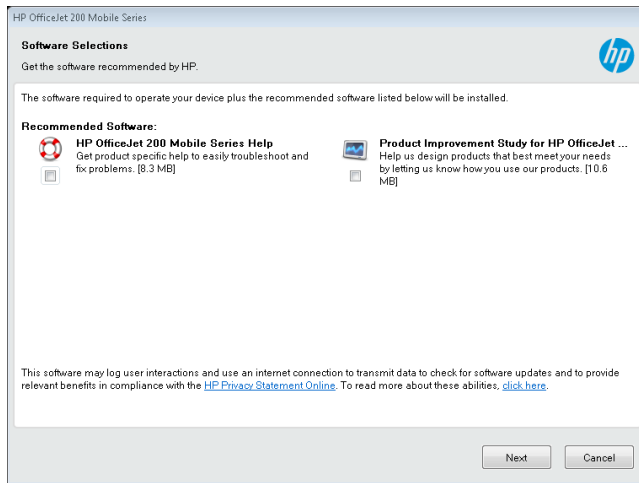 HP OfficeJet 200 Mobile Series
Software Selections
Get the software recommended by HP.
hp
The software required to operate your device plus the recommended software listed below will be installed.
Recommended Software:
HP OfficeJet 200 Mobile Series Help
Get product specific help to easily troubleshoot and
fix problems. [8.3 MB]
Product Improvement Study for HP OfficeJet ...
Help us design products that best meet your needs
by letting us know how you use our products. [10.6
MB]
This software may log user interactions and use an internet connection to transmit data to check for software updates and to provide
relevant benefits in compliance with the HP Privacy Statement Online. To read more about these abilities, click here.
Next
Cancel